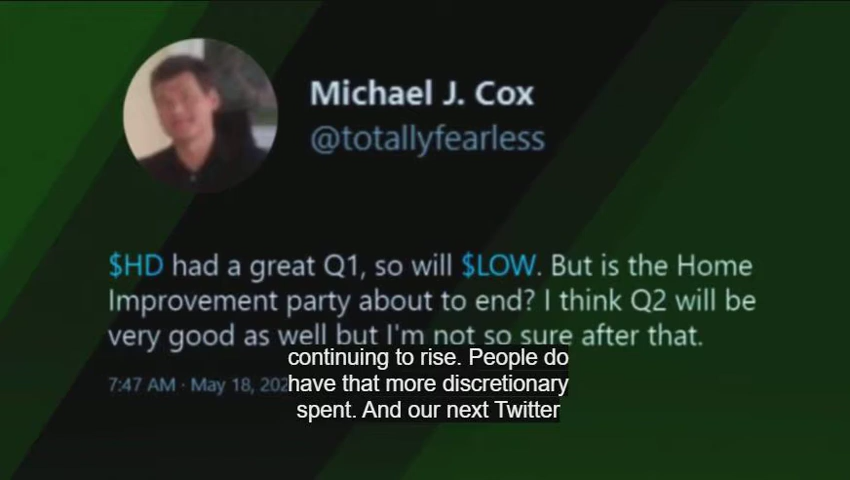 Michael J. Cox
@totallyfearless
$HD had a great Q1, so will $LOW. But is the Home
Improvement party about to end? I think Q2 will be
very good as well but I'm not so sure after that.
7:47 AM · May 18, 202
continuing to rise. People do
have that more discretionary
spent. And our next Twitter